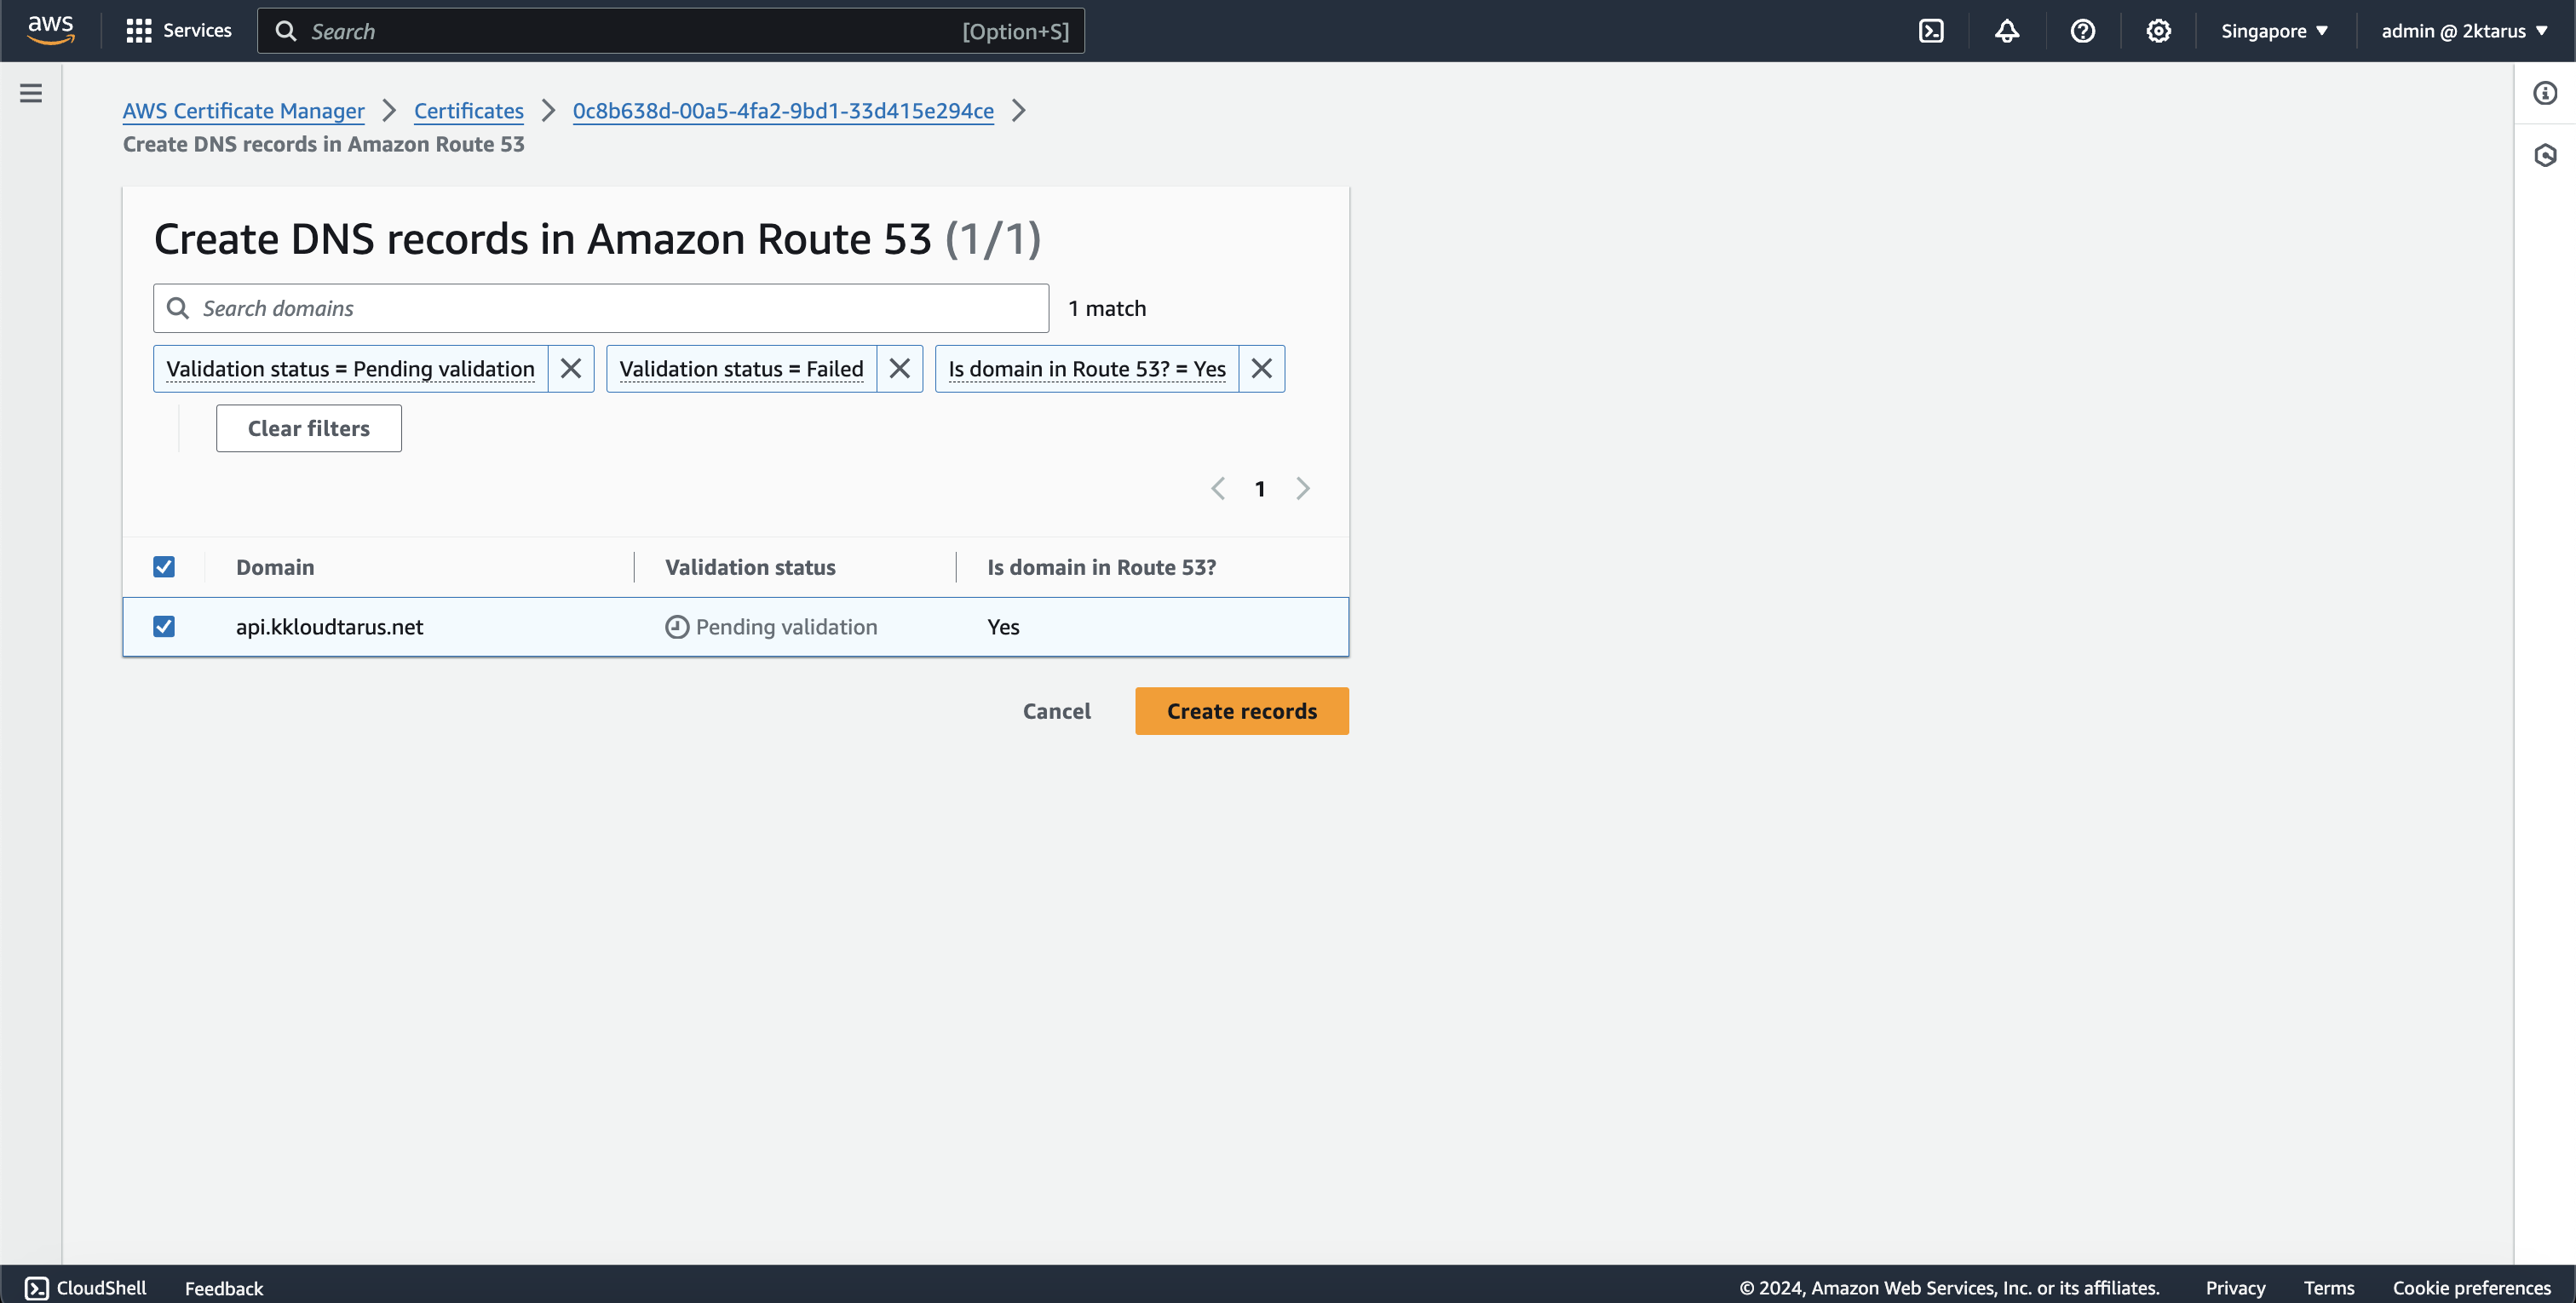 aws
Services
Search
[Option+S]
Singapore
admin @ 2ktarus
AWS Certificate Manager
Certificates
0c8b638d-00a5-4fa2-9bd1-33d415e294ce
Create DNS records in Amazon Route 53
Create DNS records in Amazon Route 53 (1/1)
Search domains
1 match
Validation status = Pending validation
Validation status = Failed
Is domain in Route 53? = Yes
Clear filters
1
Domain
Validation status
Is domain in Route 53?
api.kkloudtarus.net
Pending validation
Yes
Cancel
Create records
CloudShell
Feedback
© 2024, Amazon Web Services, Inc. or its affiliates.
Privacy
Terms
Cookie preferences